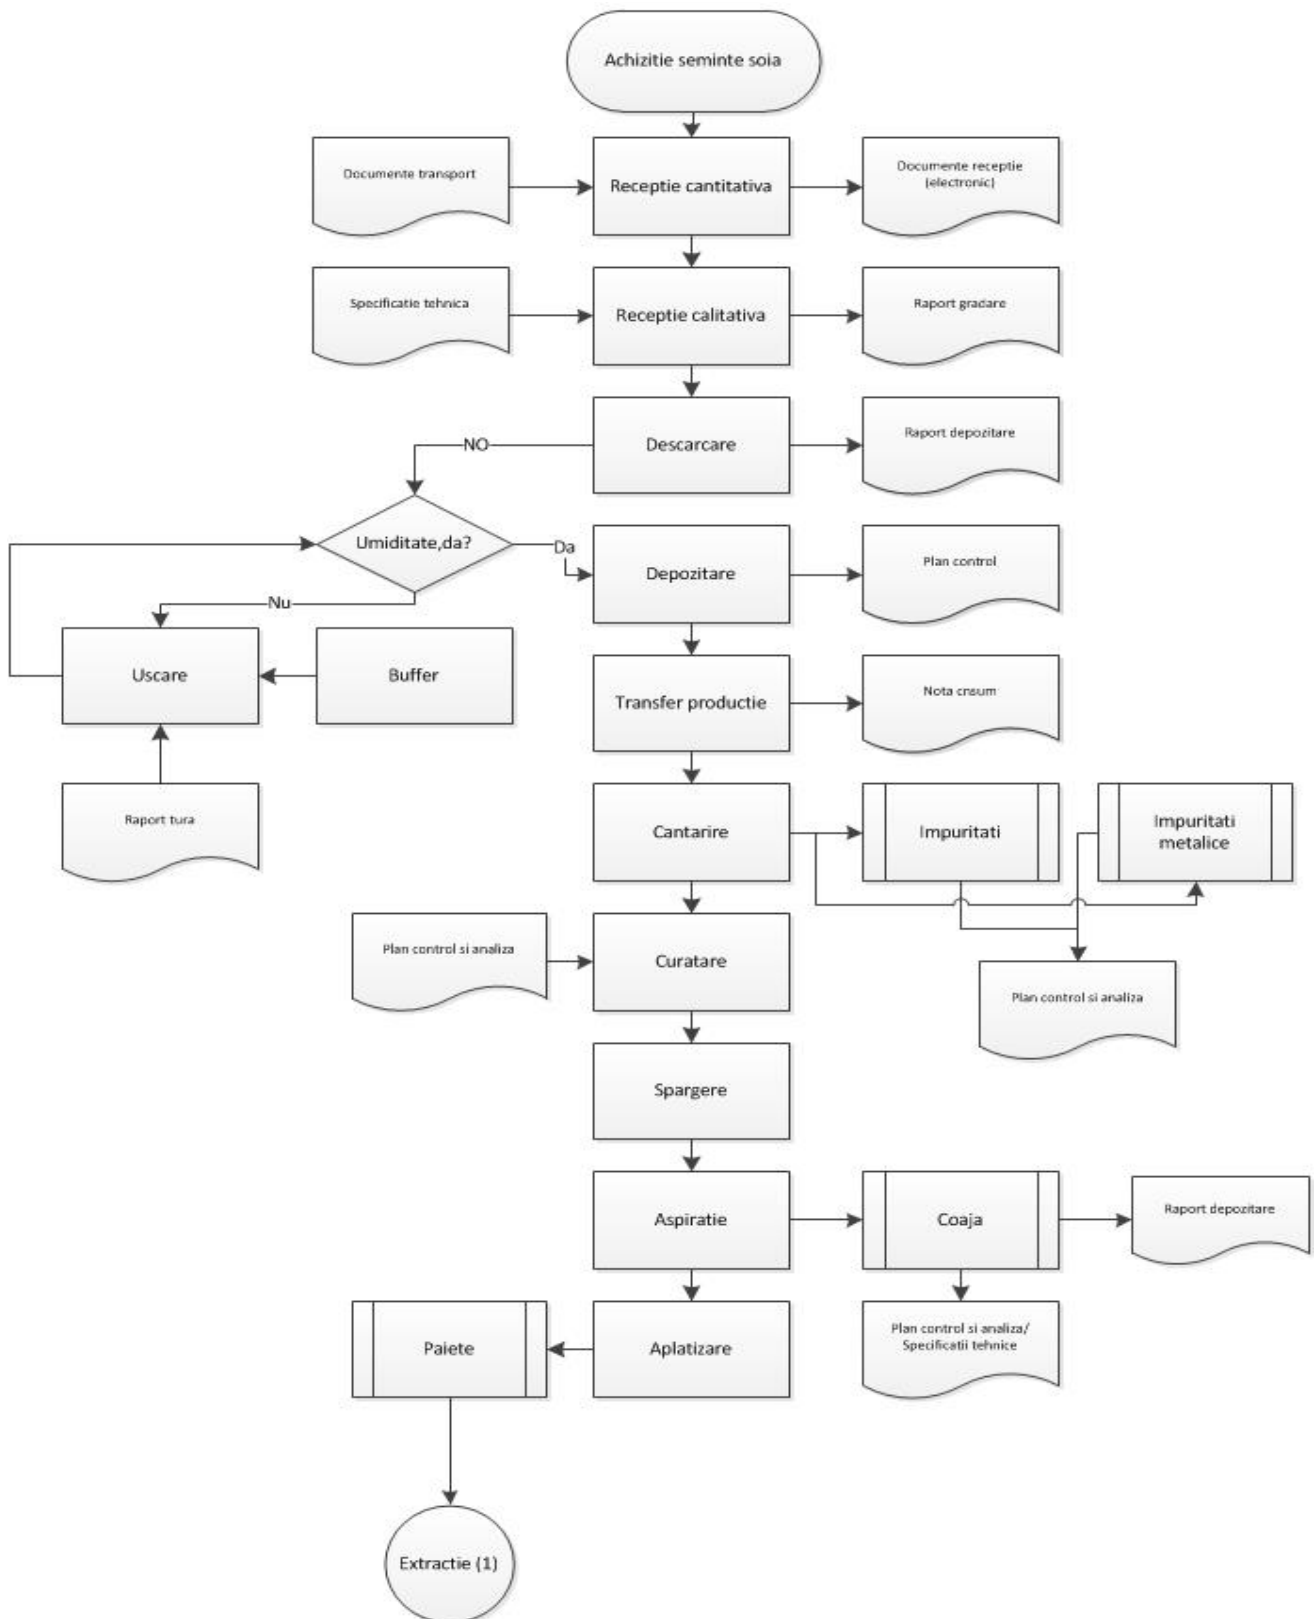 Achizitie seminte soia
Documente transport
Receptie cantitativa
Documente receptie
(electronic)
Specificatie tehnica
Receptie calitativa
Raport gradare
NO
Descarcare
Raport depozitare
Umiditate,da?
Da
Depozitare
Plan control
Nu
Uscare
Buffer
Transfer productie
Nota cnsum
Raport tura
Cantarire
Impuritati
Impuritati
metalice
Plan control si analiza
Curatare
Plan control si analiza
Spargere
Aspiratie
Coaja
Raport depozitare
Paiete
Aplatizare
Plan control si analiza/
Specificatii tehnice
Extractie (1)